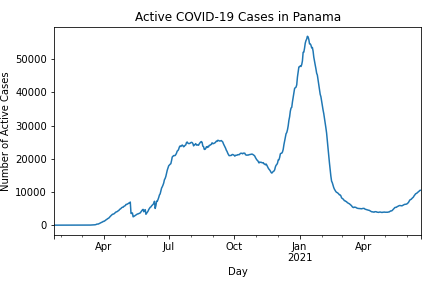 Active COVID-19 Cases in Panama
Number of Active Cases
50000
40000
30000
20000
10000
0
Apr
Jul
Oct
Jan
2021
Apr
Day